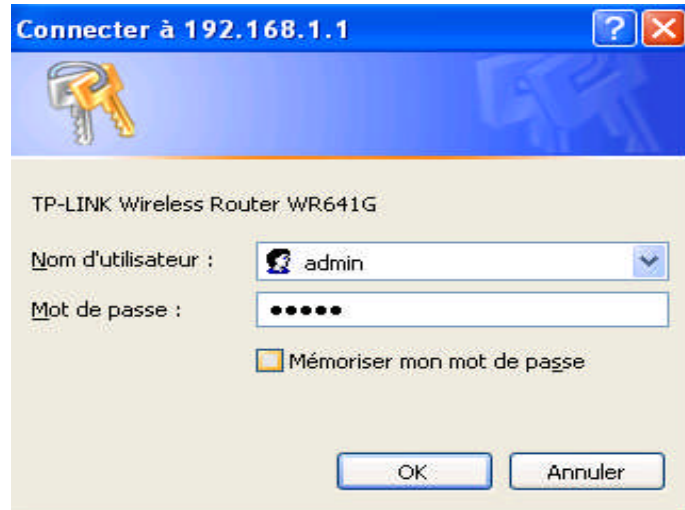 Connecter à 192.168.1.1
TP-LINK Wireless Router WR641G
Nom d'utilisateur : admin
Mot de passe : •••••
Mémoriser mon mot de passe
OK Annuler